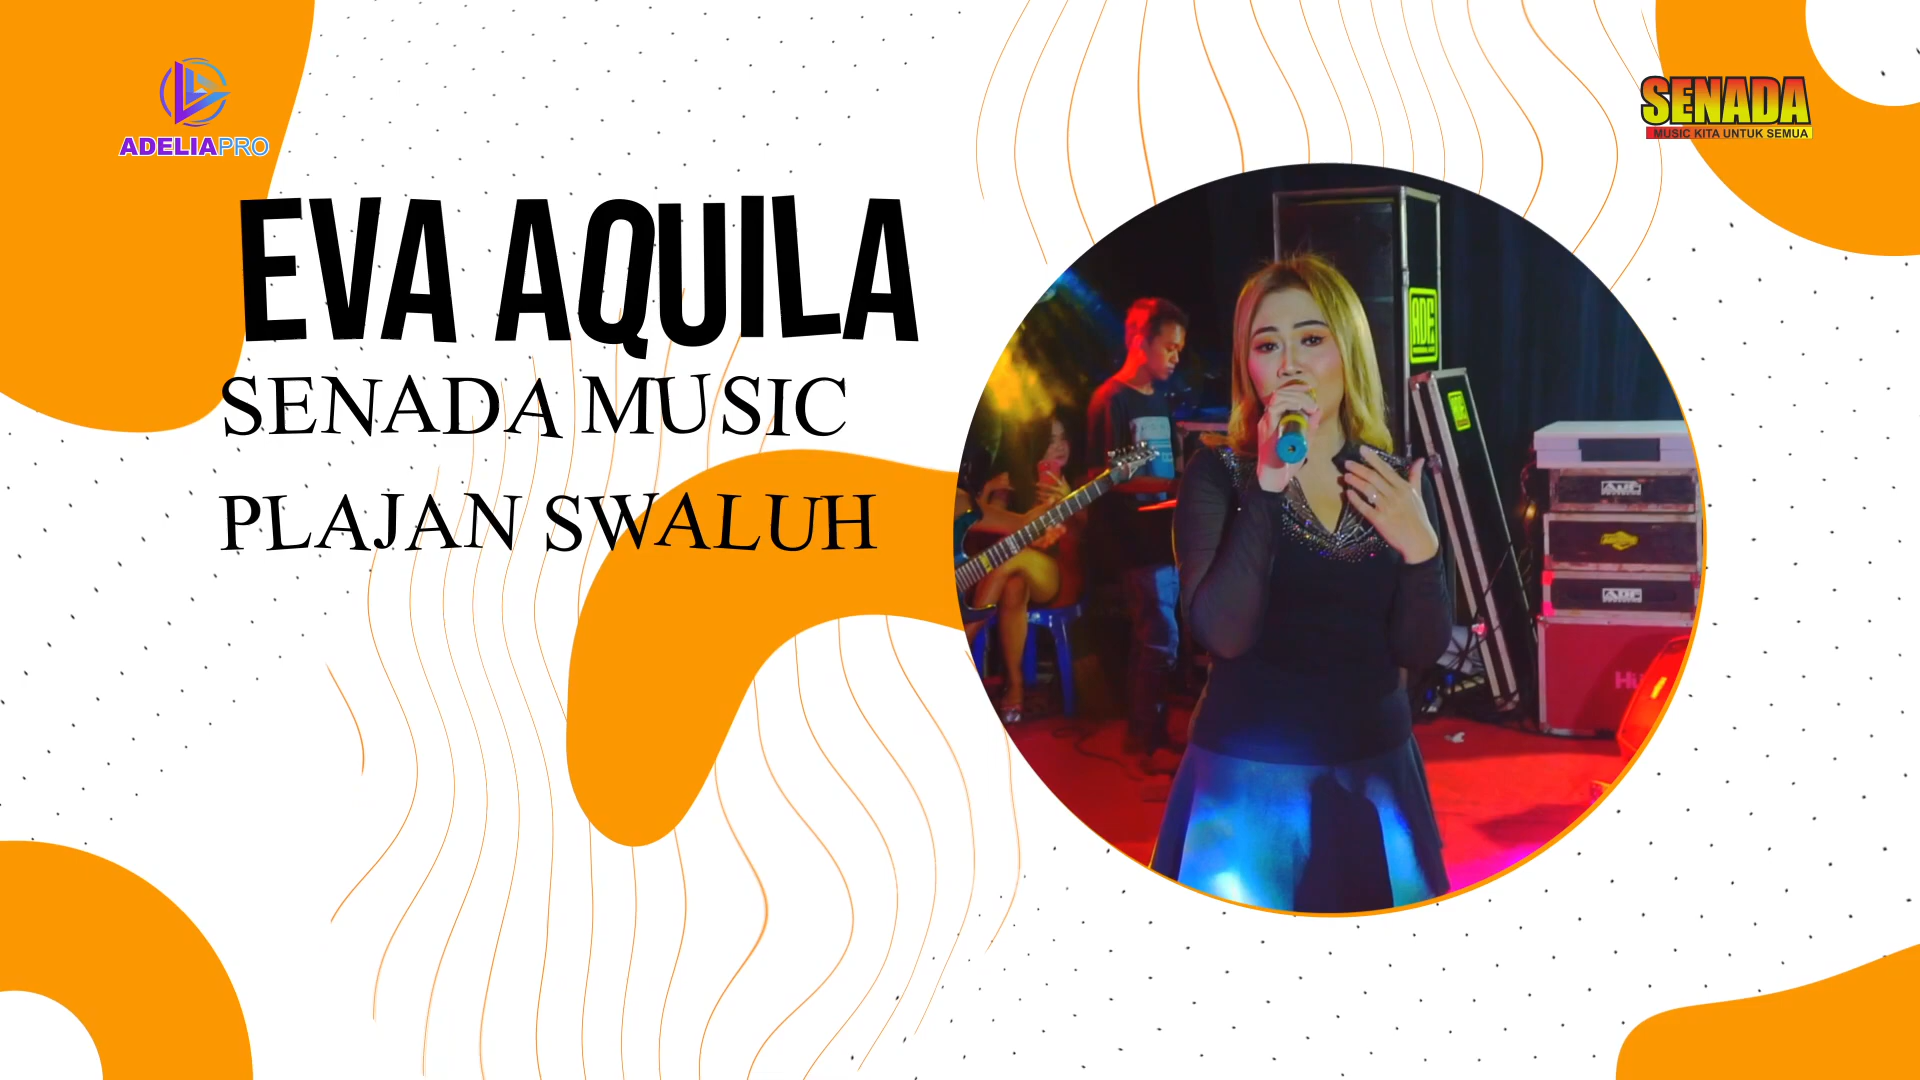 ADELIAPRO
SENADA
MUSIC KITA UNTUK SEMUA
EVA AQUILA
SENADA MUSIC
PLAJAN SWALUH